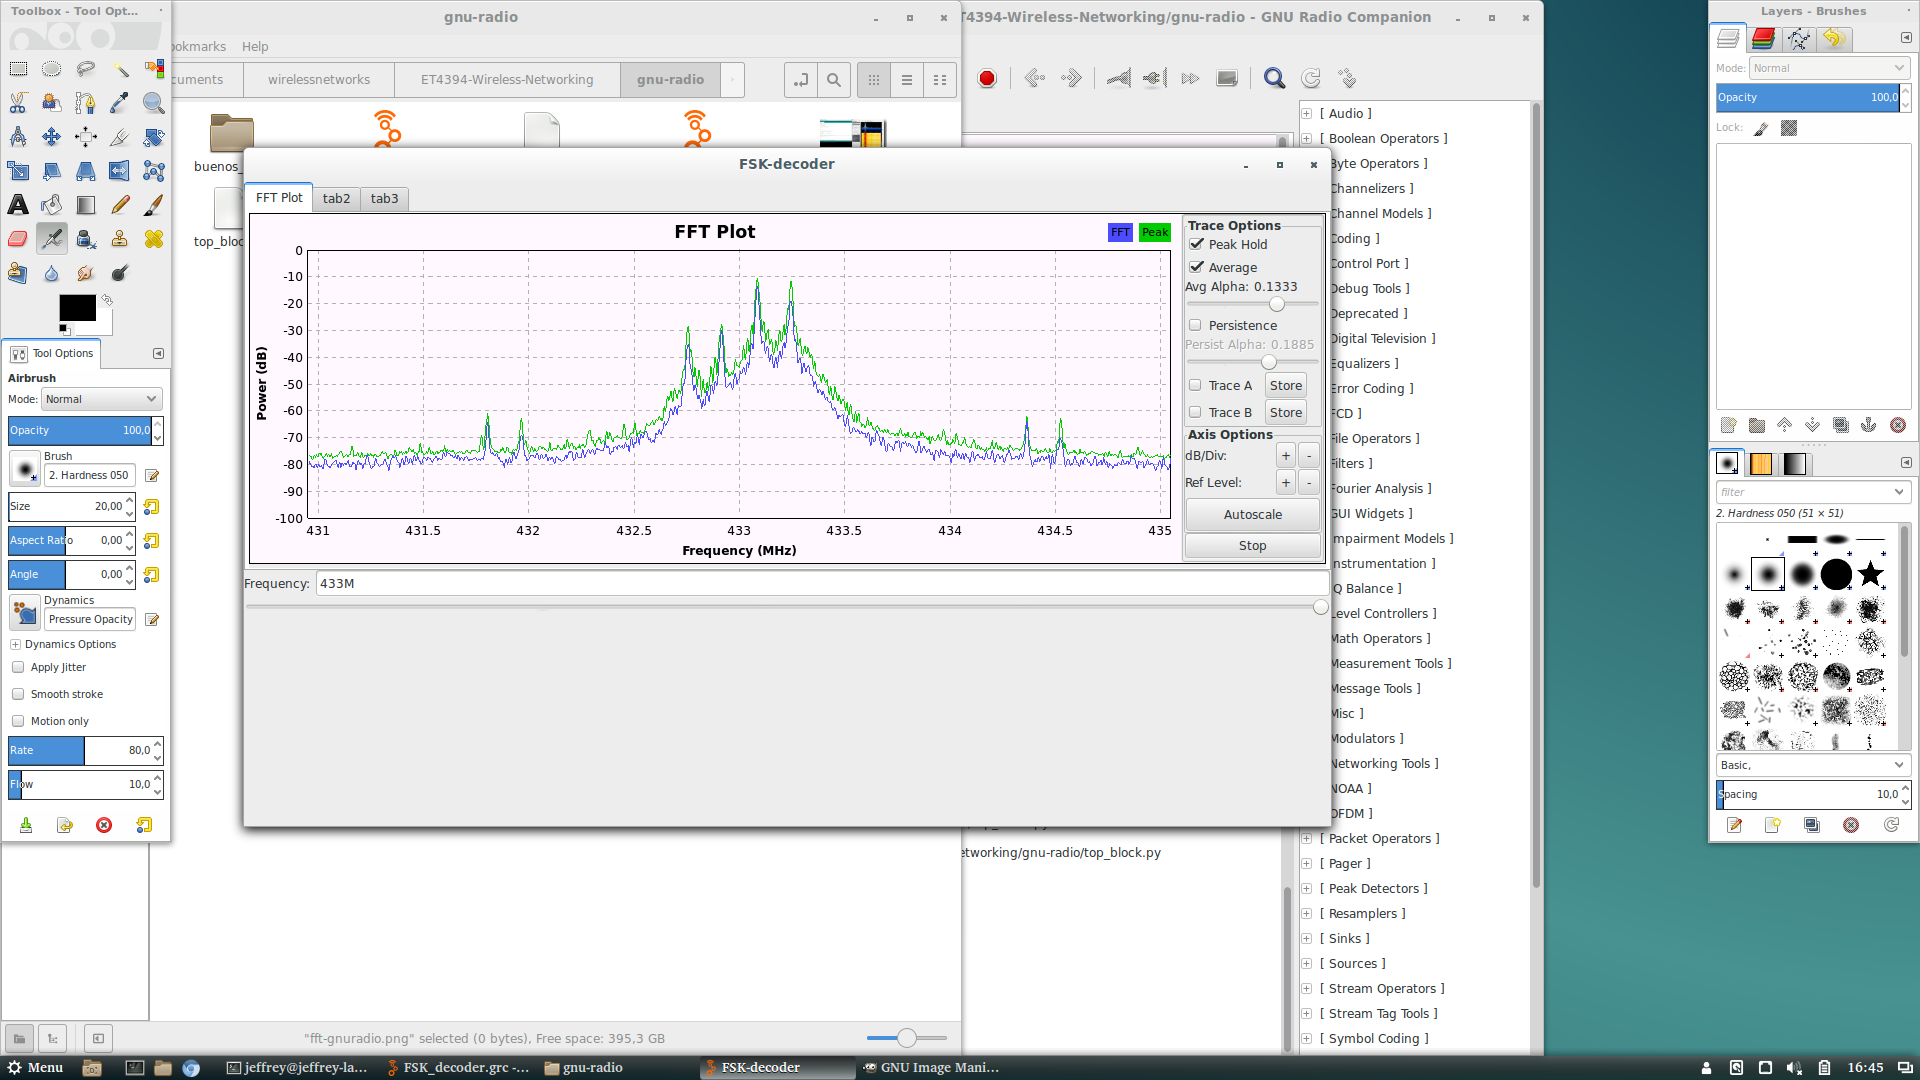 Toolbox - Tool Opt...
gnu-radio
T4394-Wireless-Networking/gnu-radio - GNU Radio Companion
Layers - Brushes
okmarks Help
cuments
wirelessnetworks
ET4394-Wireless-Networking
gnu-radio
Mode: Normal
Opacity 100,0
Lock:
buenos_
top_bloc
FSK-decoder
FFT Plot
tab2
tab3
FFT Plot
FFT
Peak
Power (dB)
0
-10
-20
-30
-40
-50
-60
-70
-80
-90
-100
431 431.5 432 432.5 433 433.5 434 434.5 435
Frequency (MHz)
Trace Options
Peak Hold
Average
Avg Alpha: 0.1333
Persistence
Persist Alpha: 0.1885
Trace A Store
Trace B Store
Axis Options
dB/Div: + -
Ref Level: + -
Autoscale
Stop
Frequency: 433M
Tool Options
Airbrush
Mode: Normal
Opacity 100,0
Brush
2. Hardness 050
Size 20,00
Aspect Ratio 0,00
Angle 0,00
Dynamics
Pressure Opacity
Dynamics Options
Apply Jitter
Smooth stroke
Motion only
Rate 80,0
Flow 10,0
[ Audio ]
[ Boolean Operators ]
Byte Operators ]
Channelizers ]
Channel Models ]
Coding ]
Control Port ]
Debug Tools ]
Deprecated ]
Digital Television ]
Equalizers ]
Error Coding ]
FCD ]
File Operators ]
Filters ]
Fourier Analysis ]
GUI Widgets ]
Impairment Models ]
Instrumentation ]
IQ Balance ]
Level Controllers ]
Math Operators ]
Measurement Tools ]
Message Tools ]
Misc ]
Modulators ]
Networking Tools ]
NOAA ]
OFDM ]
[ Packet Operators ]
[ Pager ]
[ Peak Detectors ]
[ Resamplers ]
[ Sinks ]
[ Sources ]
[ Stream Operators ]
[ Stream Tag Tools ]
[ Symbol Coding ]
etworking/gnu-radio/top_block.py
filter
2. Hardness 050 (51 × 51)
Basic,
Spacing 10,0
"fft-gnuradio.png" selected (0 bytes), Free space: 395,3 GB
Menu
jeffrey@jeffrey-la...
FSK_decoder.grc -...
gnu-radio
FSK-decoder
GNU Image Mani...
16:45